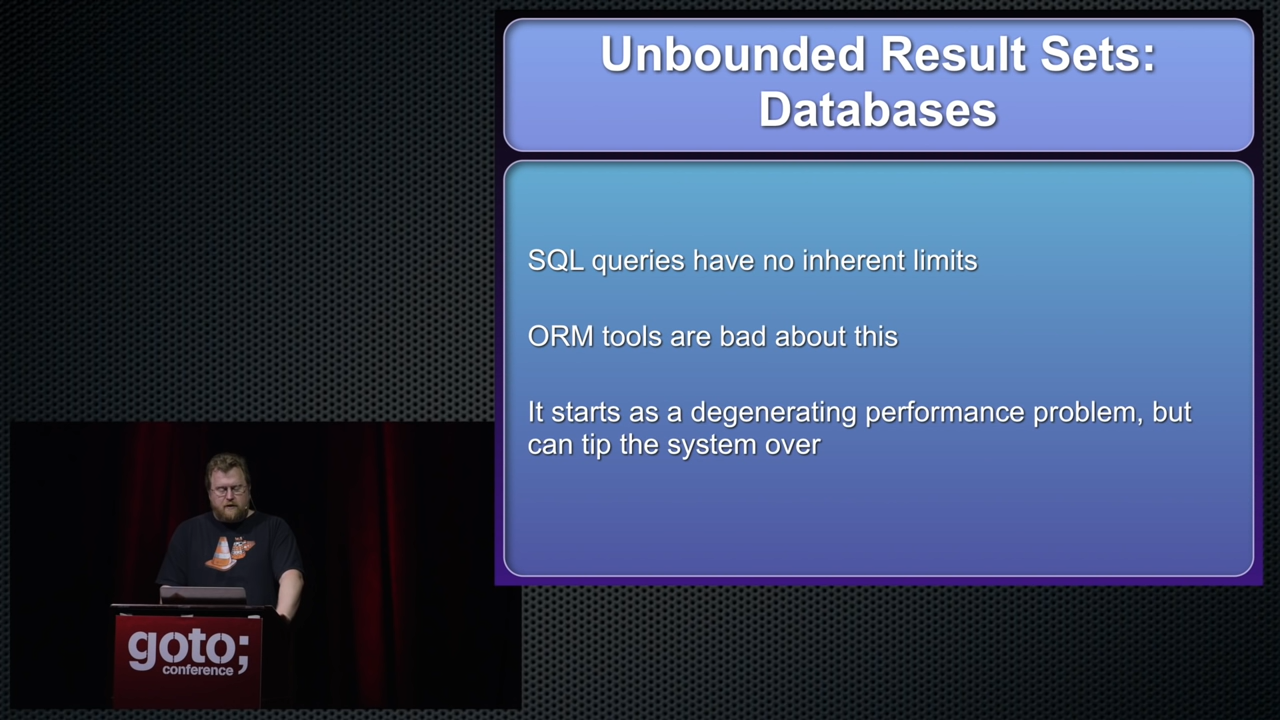 Unbounded Result Sets:
Databases
SQL queries have no inherent limits
ORM tools are bad about this
It starts as a degenerating performance problem, but
can tip the system over
goto;
conference